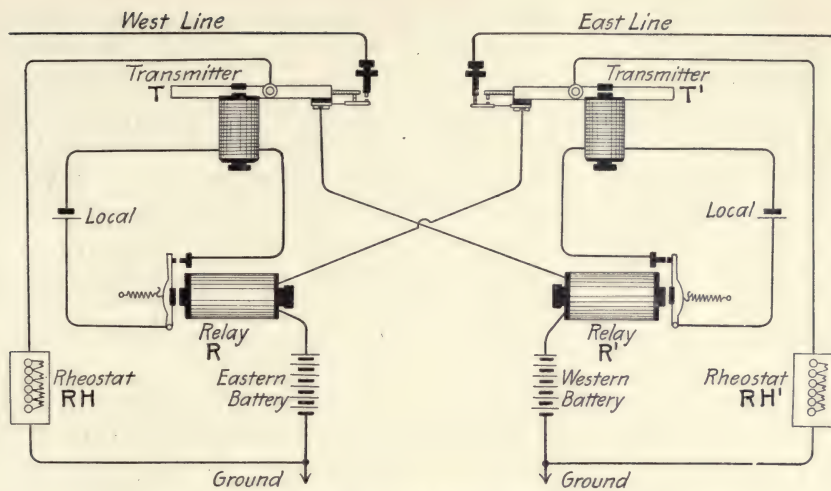 West Line
East Line
Transmitter
T
Transmitter
T'
Local
Local
Relay
R
Relay
R'
Rheostat
RH
Eastern
Battery
Western
Battery
Rheostat
RH'
Ground
Ground